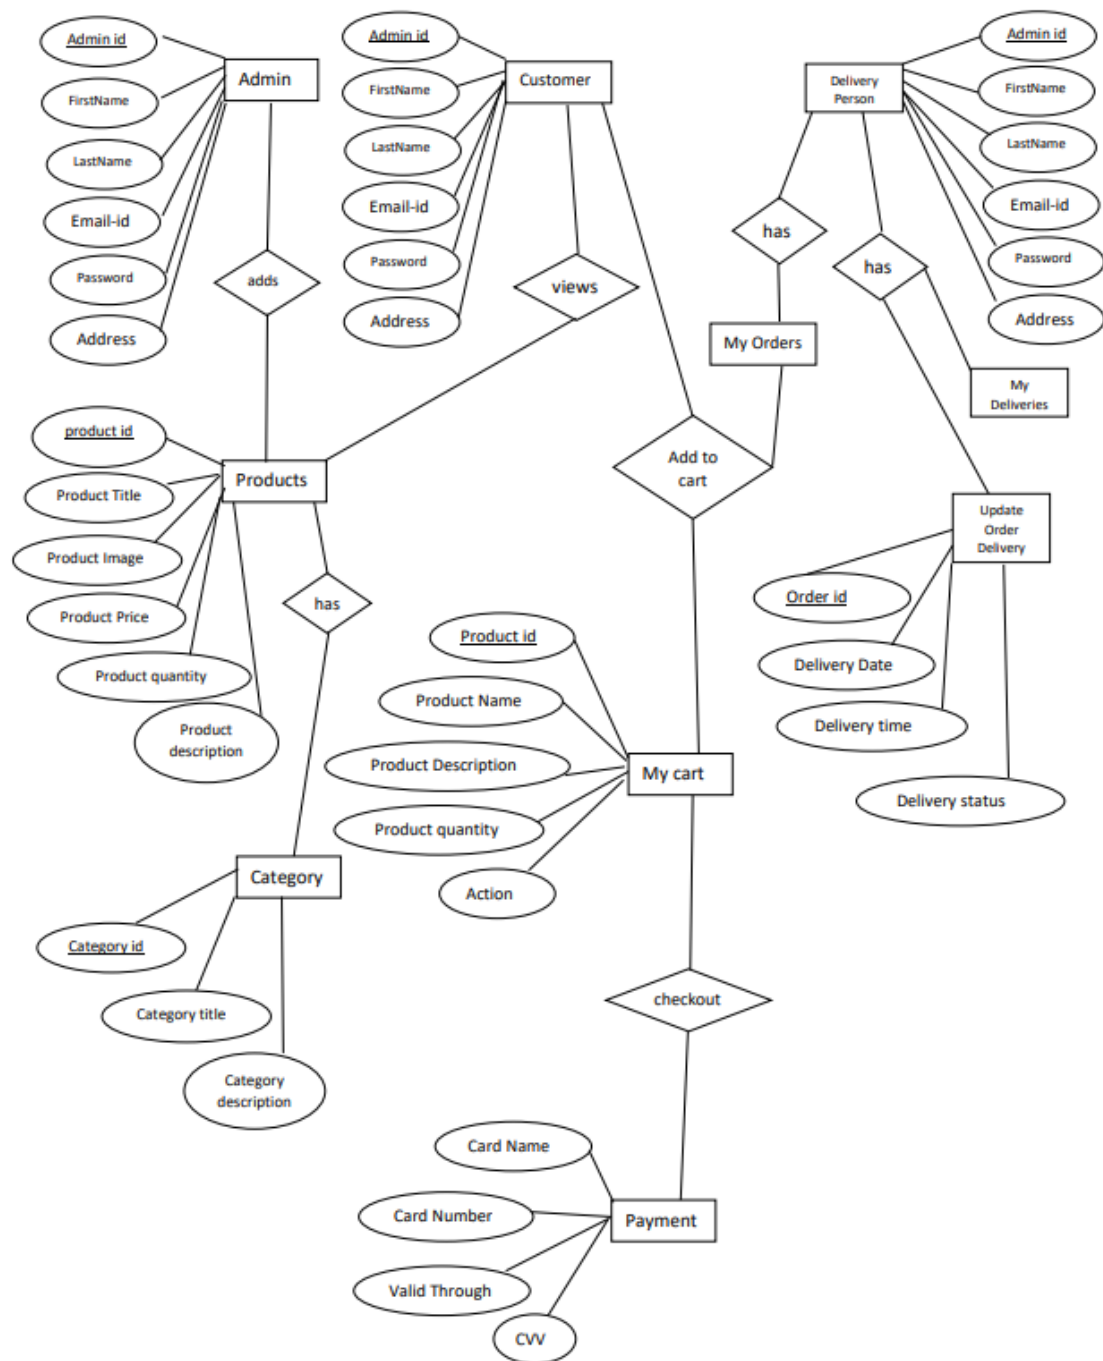 Admin id
FirstName
LastName
Email-id
Password
Address
Admin
adds
Admin id
FirstName
LastName
Email-id
Password
Address
Customer
views
Delivery
Person
Admin id
FirstName
LastName
Email-id
Password
Address
has
has
My Orders
My
Deliveries
product id
Product Title
Product Image
Product Price
Product quantity
Product
description
Products
has
Add to
cart
Update
Order
Delivery
Order id
Delivery Date
Delivery time
Delivery status
Product id
Product Name
Product Description
Product quantity
Action
My cart
Category
Category id
Category title
Category
description
checkout
Card Name
Card Number
Valid Through
CVV
Payment